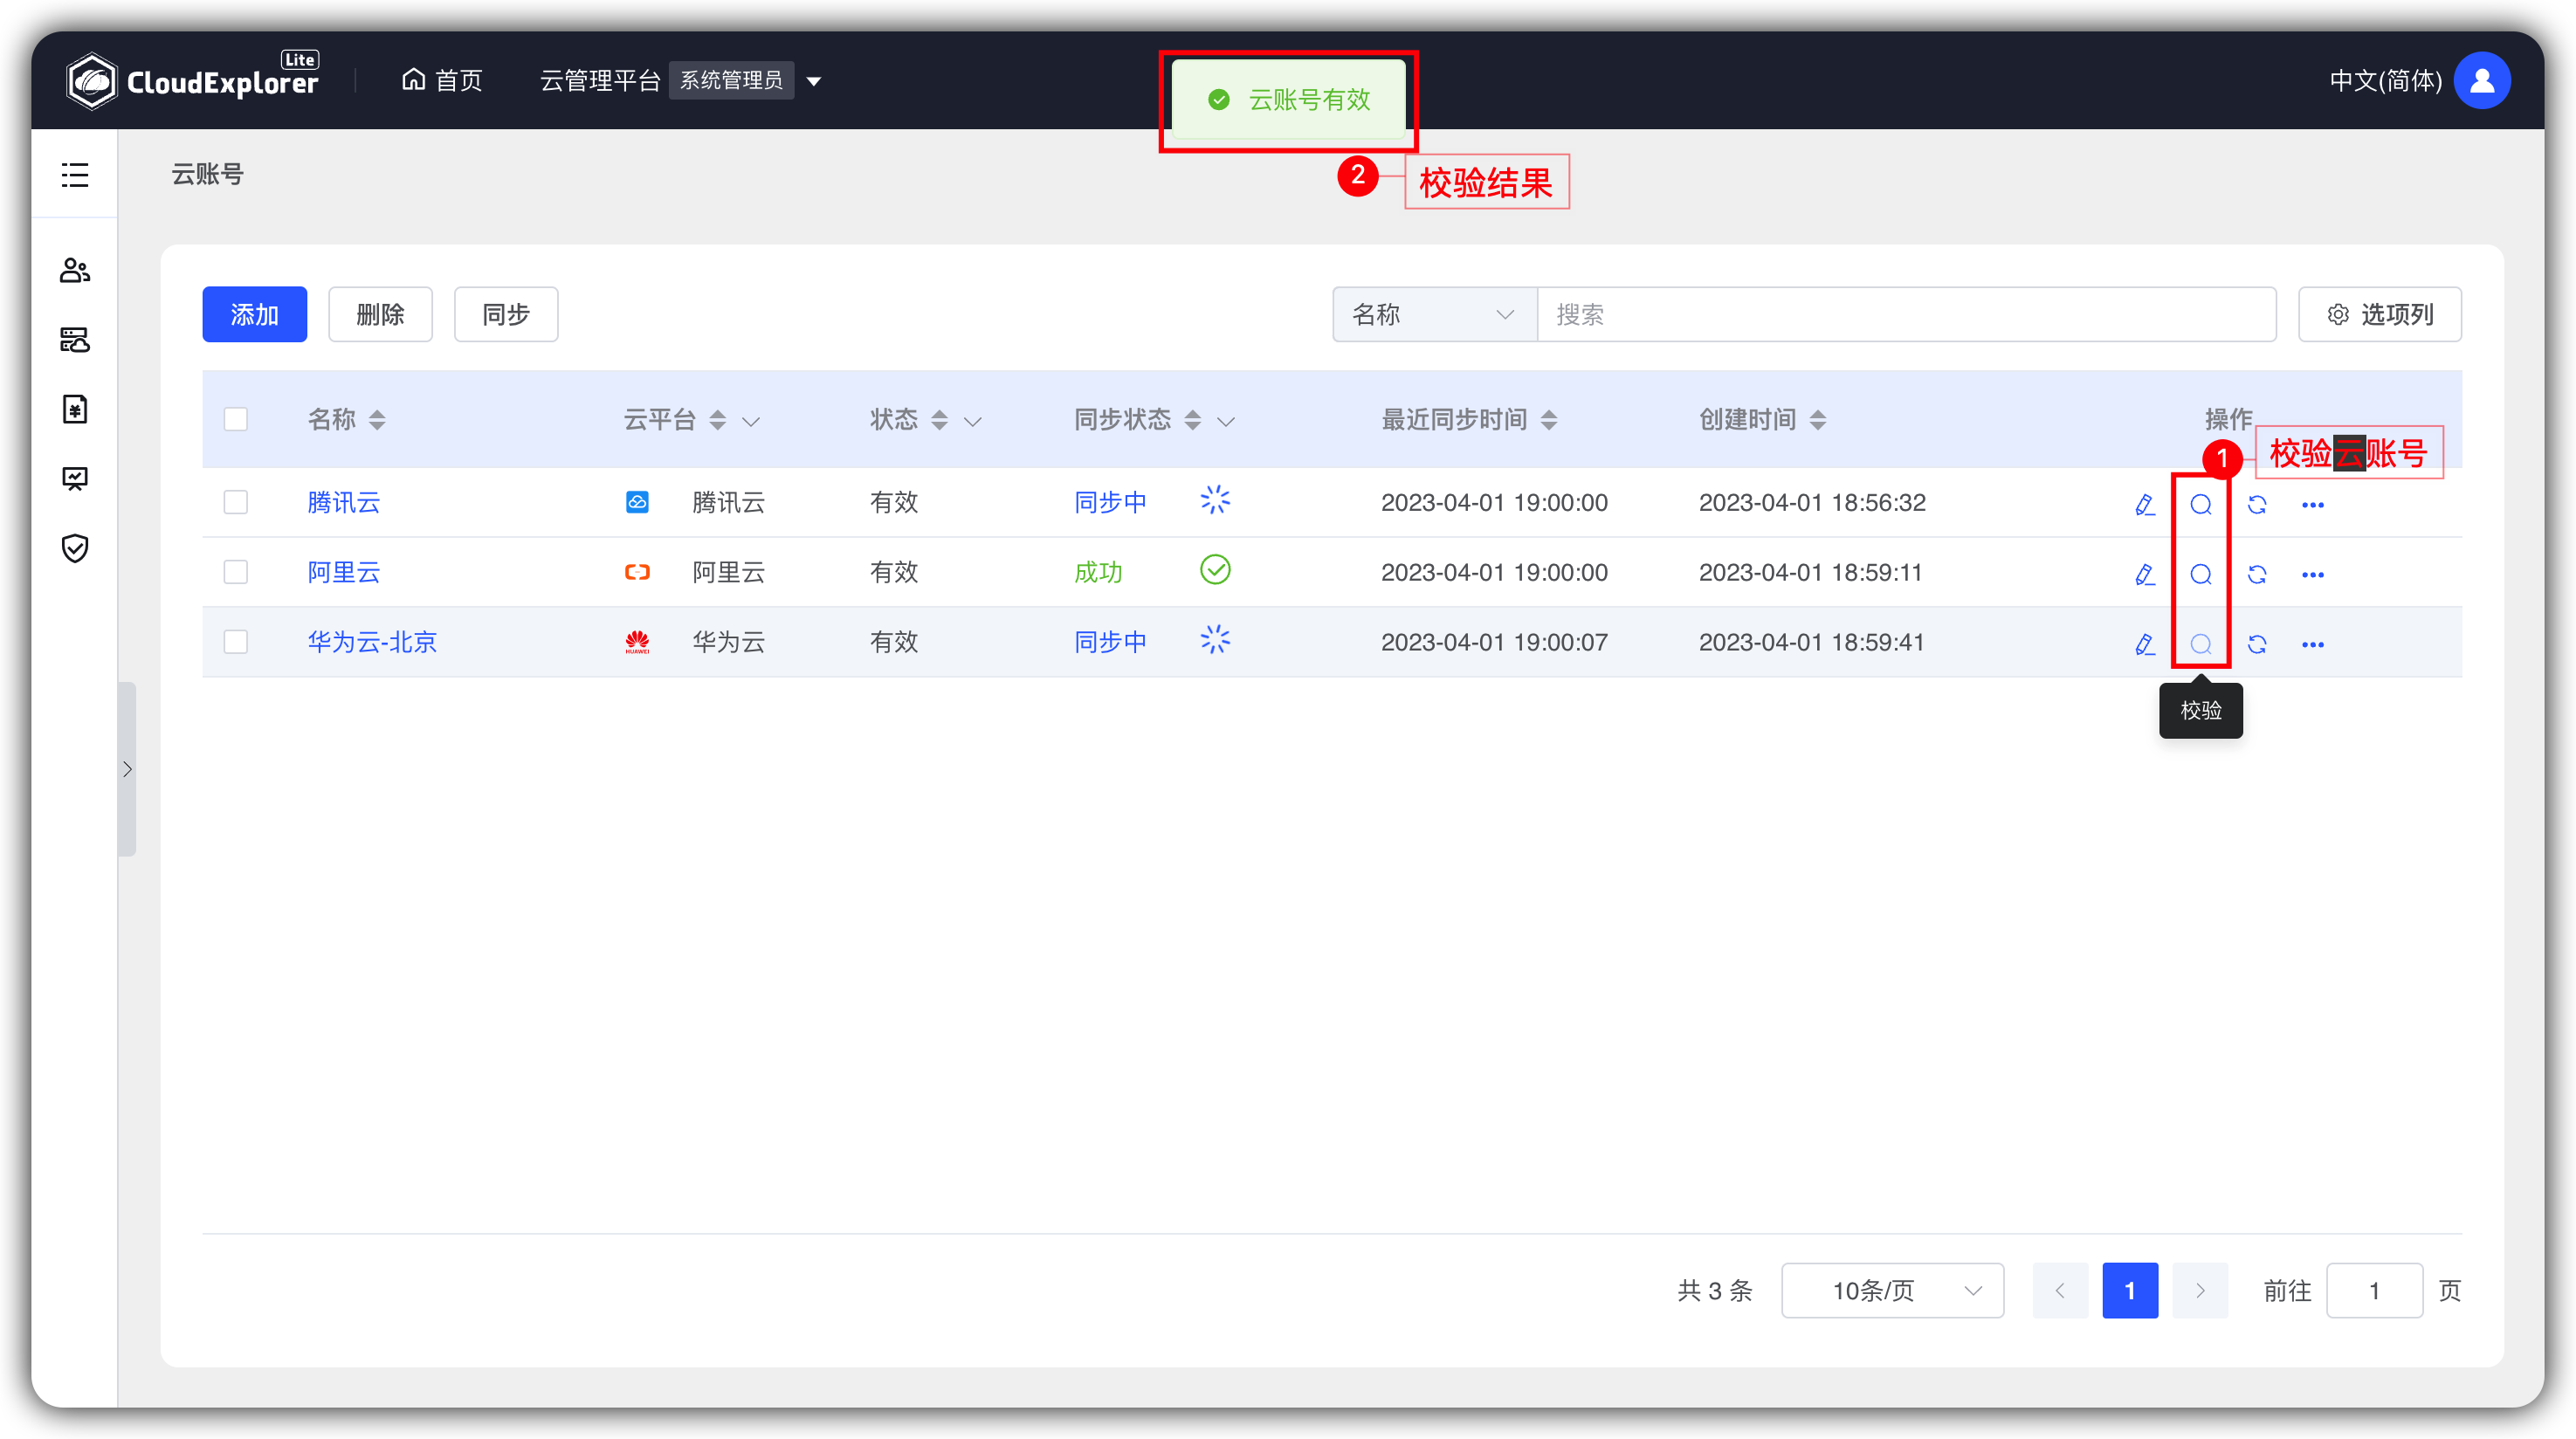 CloudExplorer Lite 首页 云管理平台 系统管理员 云账号有效 中文(简体)
云账号
2 校验结果
添加 删除 同步 名称 搜索 选项列
名称 云平台 状态 同步状态 最近同步时间 创建时间 操作
1 校验云账号
腾讯云 腾讯云 有效 同步中 2023-04-01 19:00:00 2023-04-01 18:56:32
阿里云 阿里云 有效 成功 2023-04-01 19:00:00 2023-04-01 18:59:11
华为云-北京 HUAWEI 华为云 有效 同步中 2023-04-01 19:00:07 2023-04-01 18:59:41
校验
共 3 条 10条/页 1 前往 1 页